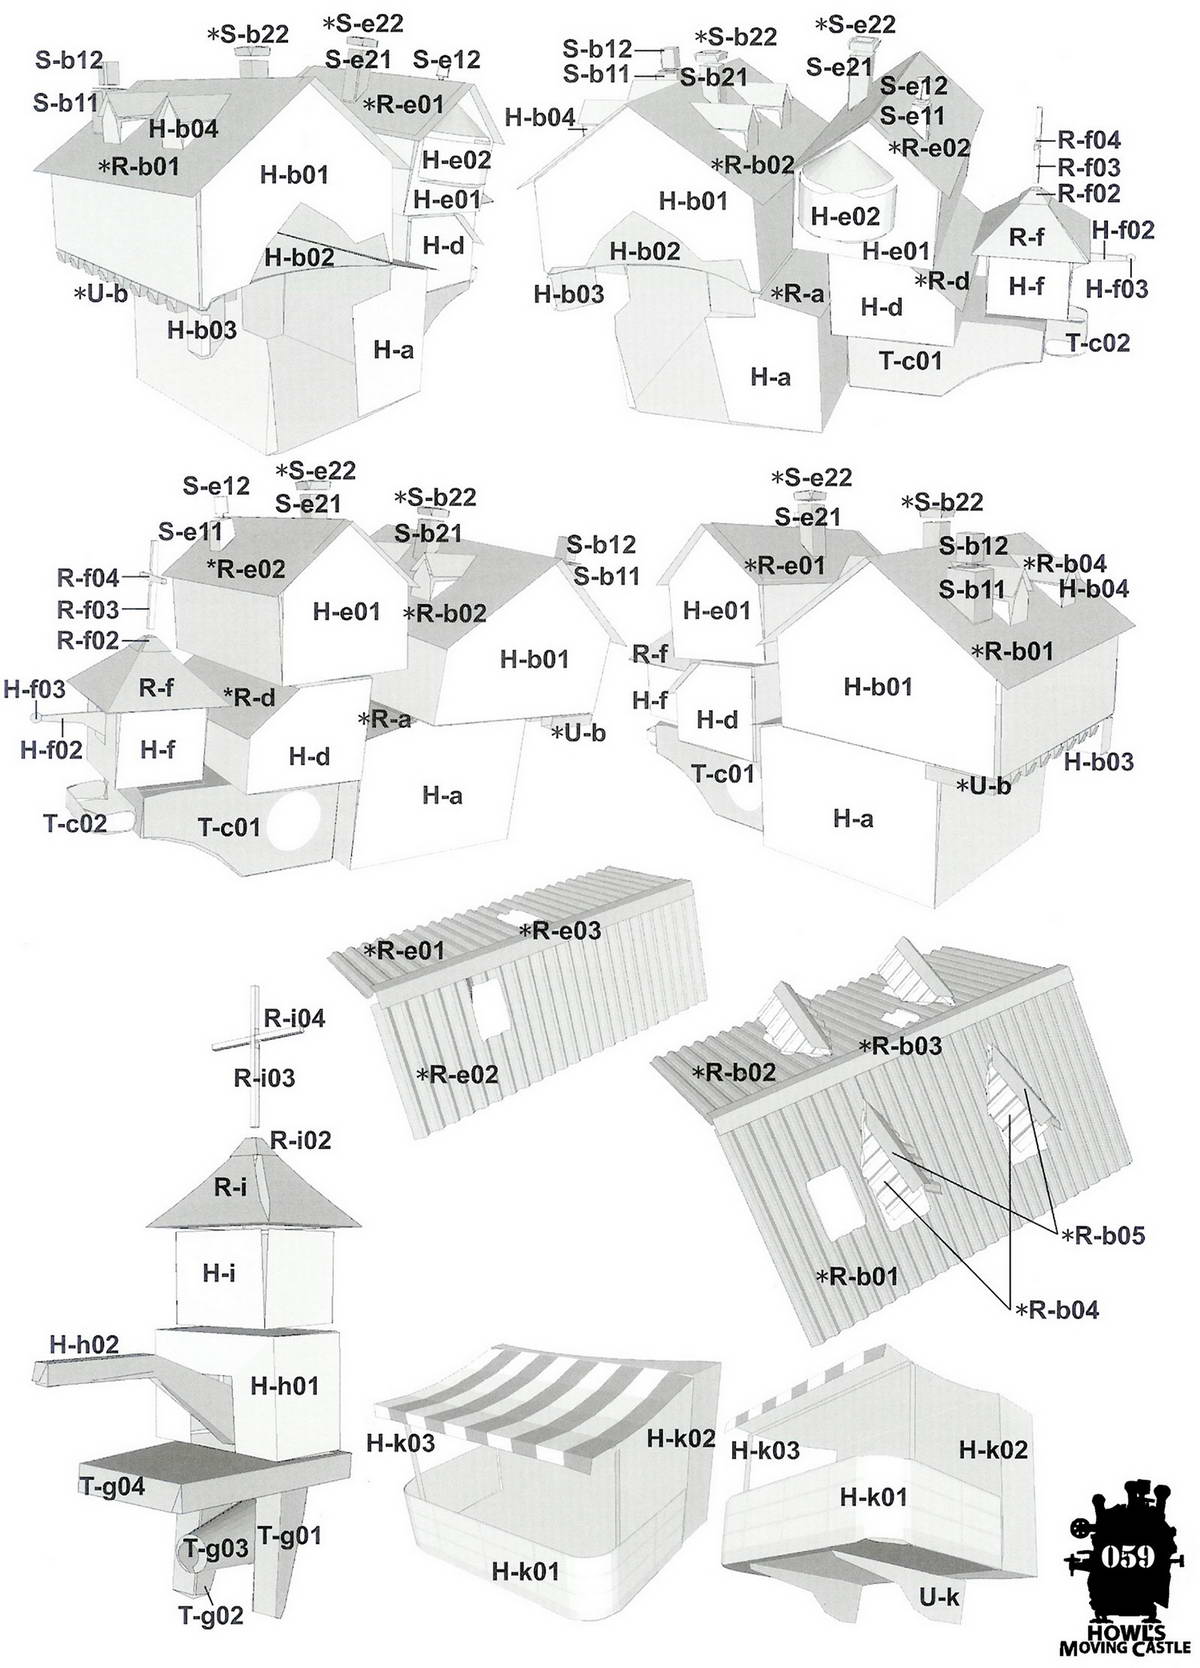 *S-b22
*S-e22
S-b12
S-e21
S-e12
S-b11
*R-e01
H-b04
*R-b01
H-b01
H-e02
H-e01
H-d
H-b02
*U-b
H-b03
H-a
*S-e22
S-b12
*S-b22
S-b11
S-b21
S-e21
S-e12
S-e11
H-b04
*R-b02
*R-e02
R-f04
R-f03
R-f02
H-b01
H-e02
R-f
H-f02
H-b02
H-e01
*R-d
H-f
H-f03
H-b03
*R-a
H-d
T-c01
T-c02
H-a
*S-e22
S-e12
S-e21
*S-b22
S-e11
S-b21
S-b12
S-b11
R-f04
*R-e02
R-f03
H-e01
*R-b02
R-f02
H-b01
H-f03
R-f
*R-d
*R-a
*U-b
H-f02
H-f
H-d
H-a
T-c02
T-c01
*S-e22
*S-b22
S-e21
S-b12
*R-b04
*R-e01
S-b11
H-b04
H-e01
R-f
*R-b01
H-b01
H-f
H-d
T-c01
*U-b
H-b03
H-a
*R-e01
*R-e03
*R-e02
*R-b02
*R-b03
*R-b01
*R-b05
*R-b04
R-i04
R-i03
R-i02
R-i
H-i
H-h02
H-h01
T-g04
T-g03
T-g01
T-g02
H-k03
H-k02
H-k01
H-k03
H-k02
H-k01
U-k
059
HOWL'S
MOVING CASTLE